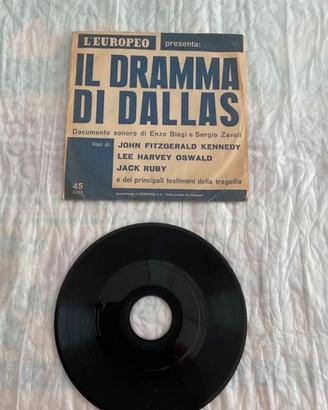 L'EUROPEO presenta:
IL DRAMMA
DI DALLAS
Documento sonoro di Enzo Biagi e Sergio Zavoli
Voci di: JOHN FITZGERALD KENNEDY
LEE HARVEY OSWALD
JACK RUBY
e dei principali testimoni della tragedia
45